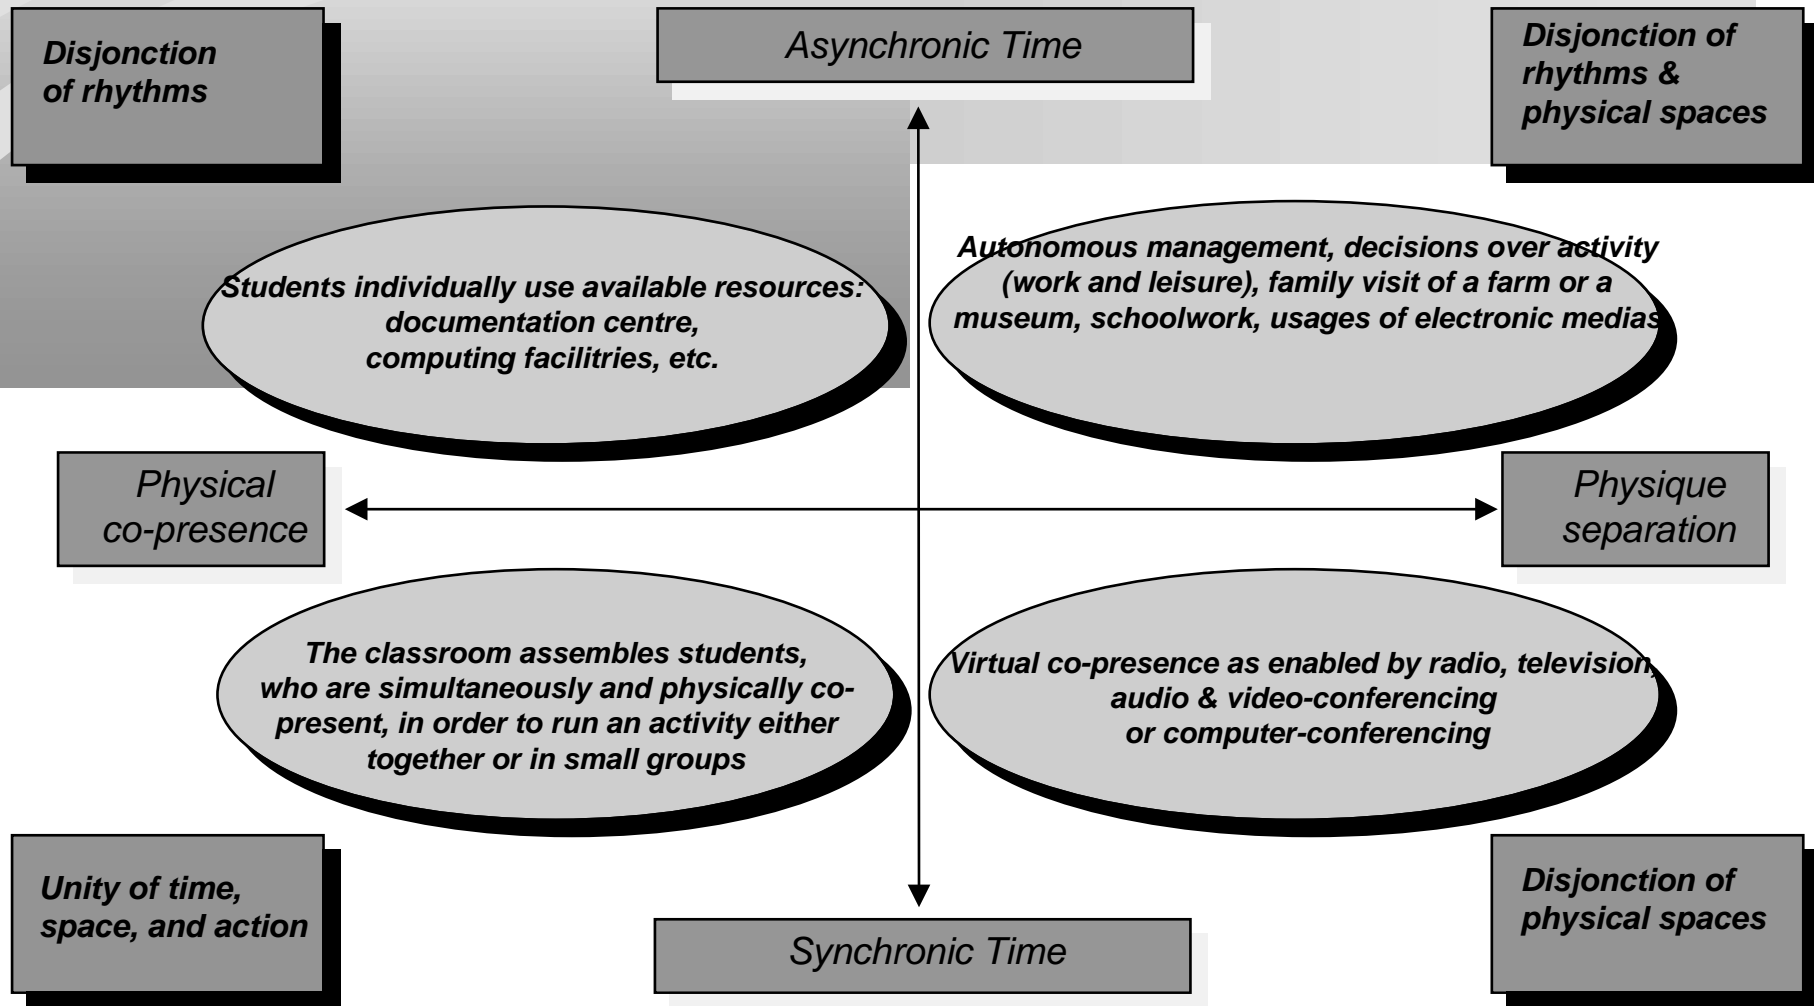 Disjonction
of rhythms
Asynchronic Time
Disjonction of
rhythms &
physical spaces
Students individually use available resources:
documentation centre,
computing facilitries, etc.
Autonomous management, decisions over activity
(work and leisure), family visit of a farm or a
museum, schoolwork, usages of electronic medias
Physical
co-presence
Physique
separation
The classroom assembles students,
who are simultaneously and physically co-
present, in order to run an activity either
together or in small groups
Virtual co-presence as enabled by radio, television,
audio & video-conferencing
or computer-conferencing
Unity of time,
space, and action
Synchronic Time
Disjonction of
physical spaces